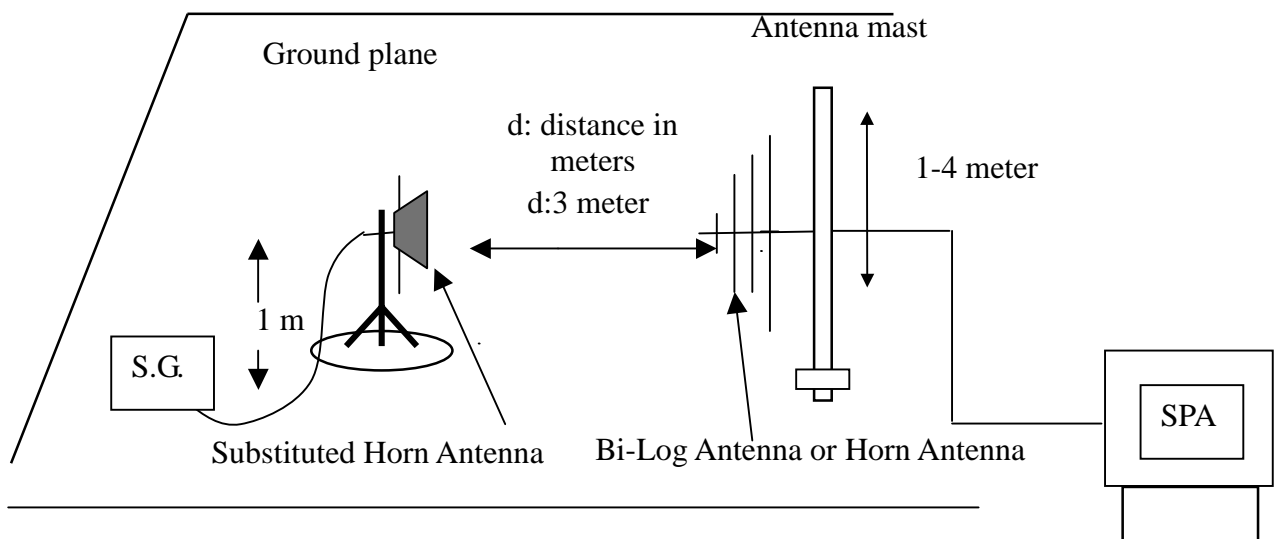 Antenna mast
Ground plane
d: distance in
meters
d:3 meter
1-4 meter
1 m
S.G.
SPA
Substituted Horn Antenna
Bi-Log Antenna or Horn Antenna